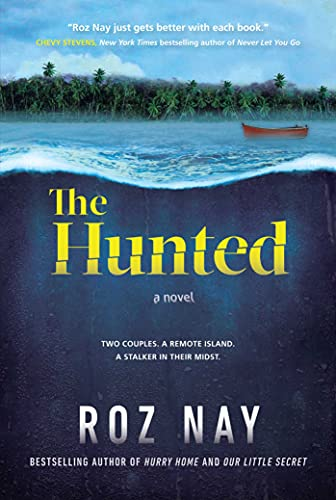 "Roz Nay just gets better with each book."
CHEVY STEVENS, New York Times bestselling author of Never Let You Go
The
Hunted
a novel
TWO COUPLES. A REMOTE ISLAND.
A STALKER IN THEIR MIDST.
ROZ NAY
BESTSELLING AUTHOR OF HURRY HOME AND OUR LITTLE SECRET